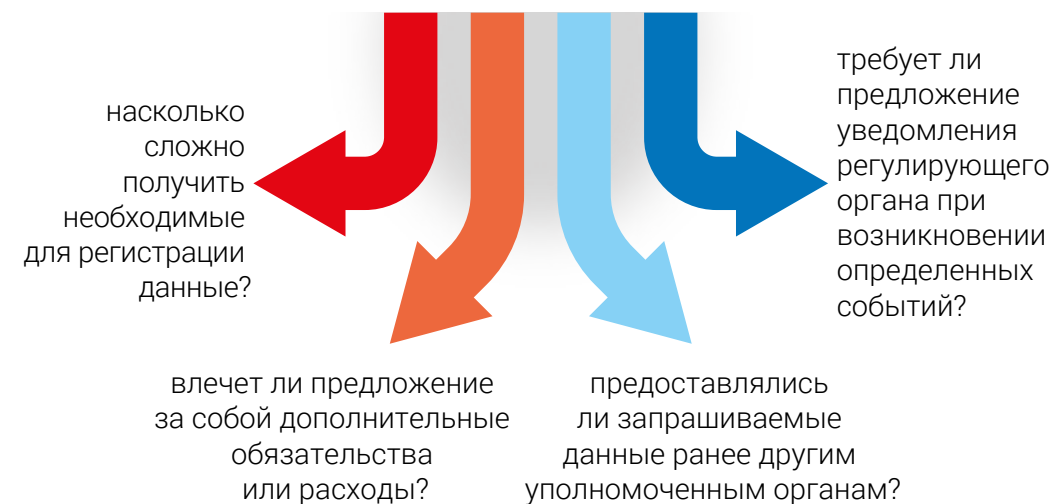 насколько
сложно
получить
необходимые
для регистрации
данные?
влечет ли предложение
за собой дополнительные
обязательства
или расходы?
предоставлялись
ли запрашиваемые
данные ранее другим
уполномоченным органам?
требует ли
предложение
уведомления
регулирующего
органа при
возникновении
определенных
событий?